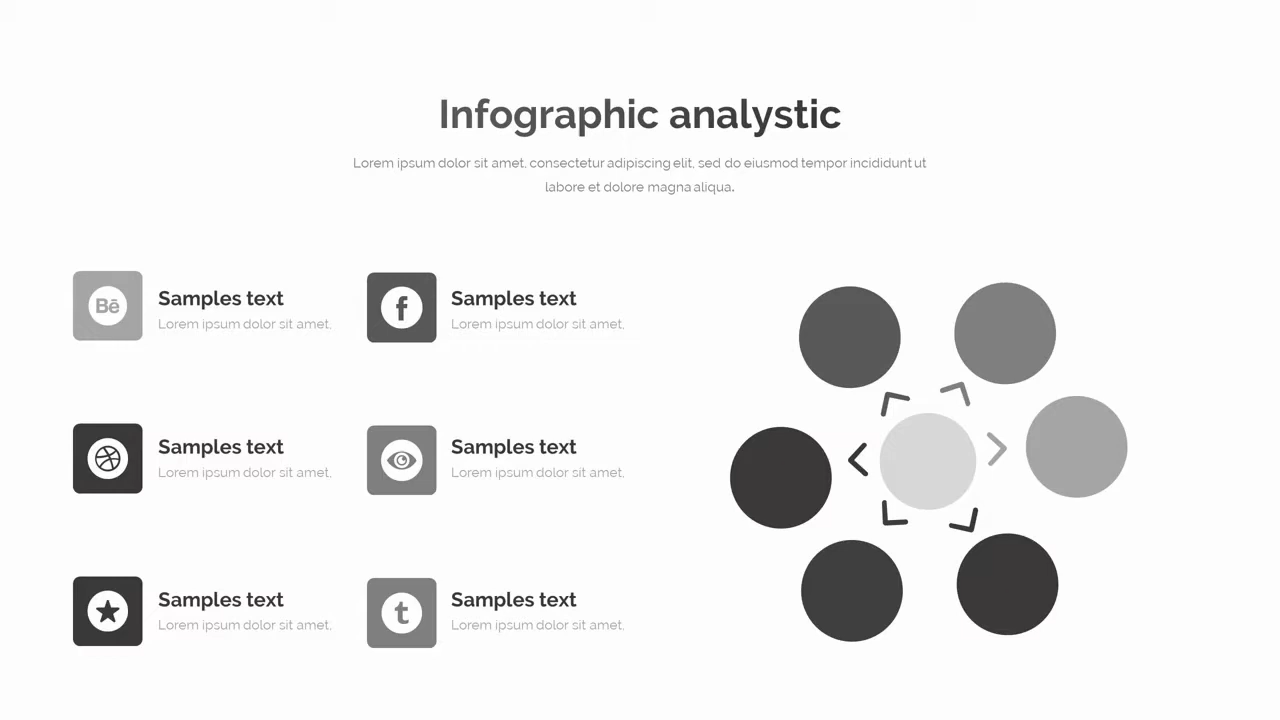 Infographic analystic
Lorem ipsum dolor sit amet, consectetur adipiscing elit, sed do eiusmod tempor incididunt ut
labore et dolore magna aliqua.
Bē
Samples text
Lorem ipsum dolor sit amet,
f
Samples text
Lorem ipsum dolor sit amet,
Samples text
Lorem ipsum dolor sit amet,
Samples text
Lorem ipsum dolor sit amet,
Samples text
Lorem ipsum dolor sit amet,
t
Samples text
Lorem ipsum dolor sit amet,